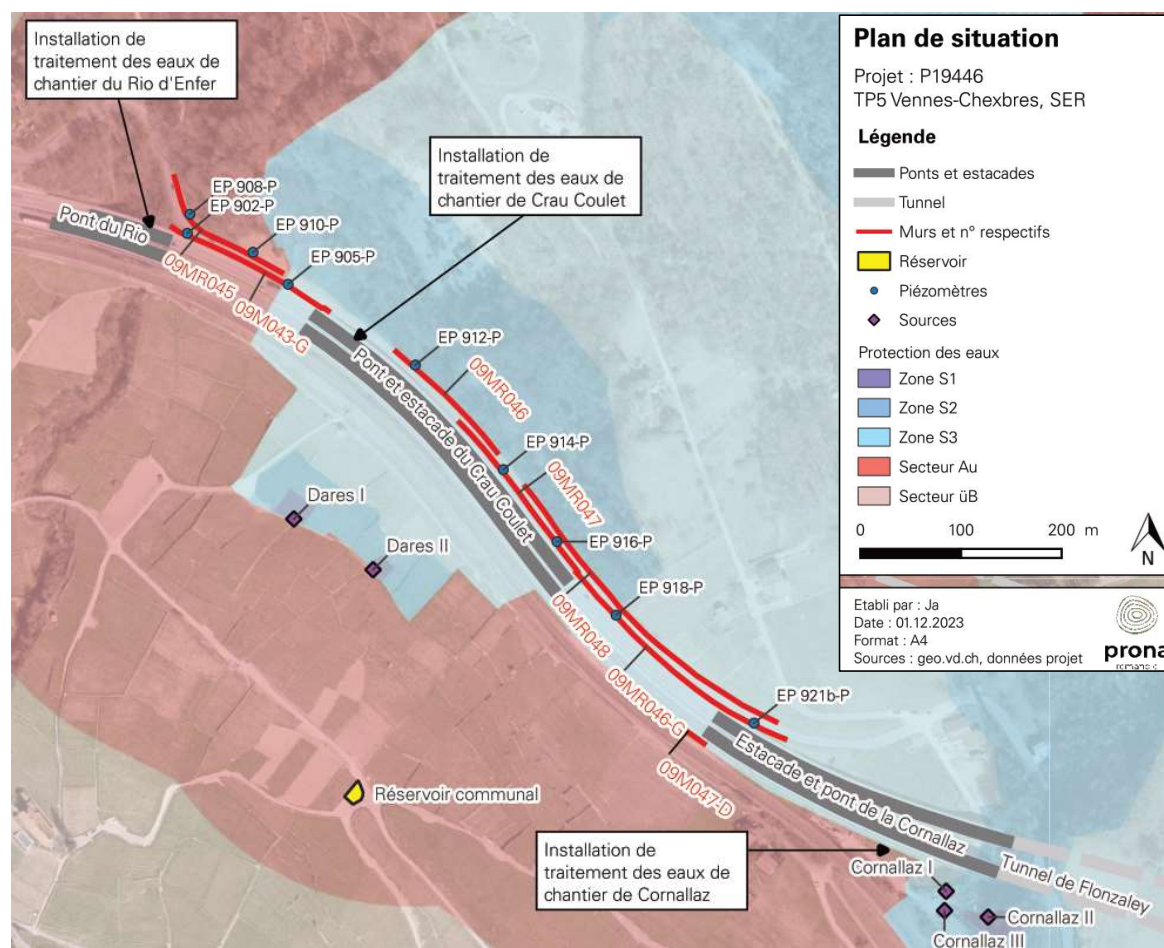 Installation de
traitement des eaux de
chantier du Rio d'Enfer
EP 908-P
EP 902-P
EP 910-P
EP 905-P
Pont du Rio
09MR045
09M043-G
Installation de
traitement des eaux de
chantier de Crau Coulet
EP 912-P
09MR046
Pont et estacade du Crau Coulet
EP 914-P
09MR047
EP 916-P
EP 918-P
Dares I
Dares II
09MR048
09MR046-G
09M047-D
EP 921b-P
Estacade et pont de la Cornallaz
Tunnel de Flonzaley
Réservoir communal
Installation de
traitement des eaux de
chantier de Cornallaz
Cornallaz I
Cornallaz II
Cornallaz III
Plan de situation
Projet : P19446
TP5 Vennes-Chexbres, SER
Légende
Ponts et estacades
Tunnel
Murs et n° respectifs
Réservoir
Piézomètres
Sources
Protection des eaux
Zone S1
Zone S2
Zone S3
Secteur Au
Secteur üB
0 100 200 m
N
Etabli par : Ja
Date : 01.12.2023
Format : A4
Sources : geo.vd.ch, données projet
prona